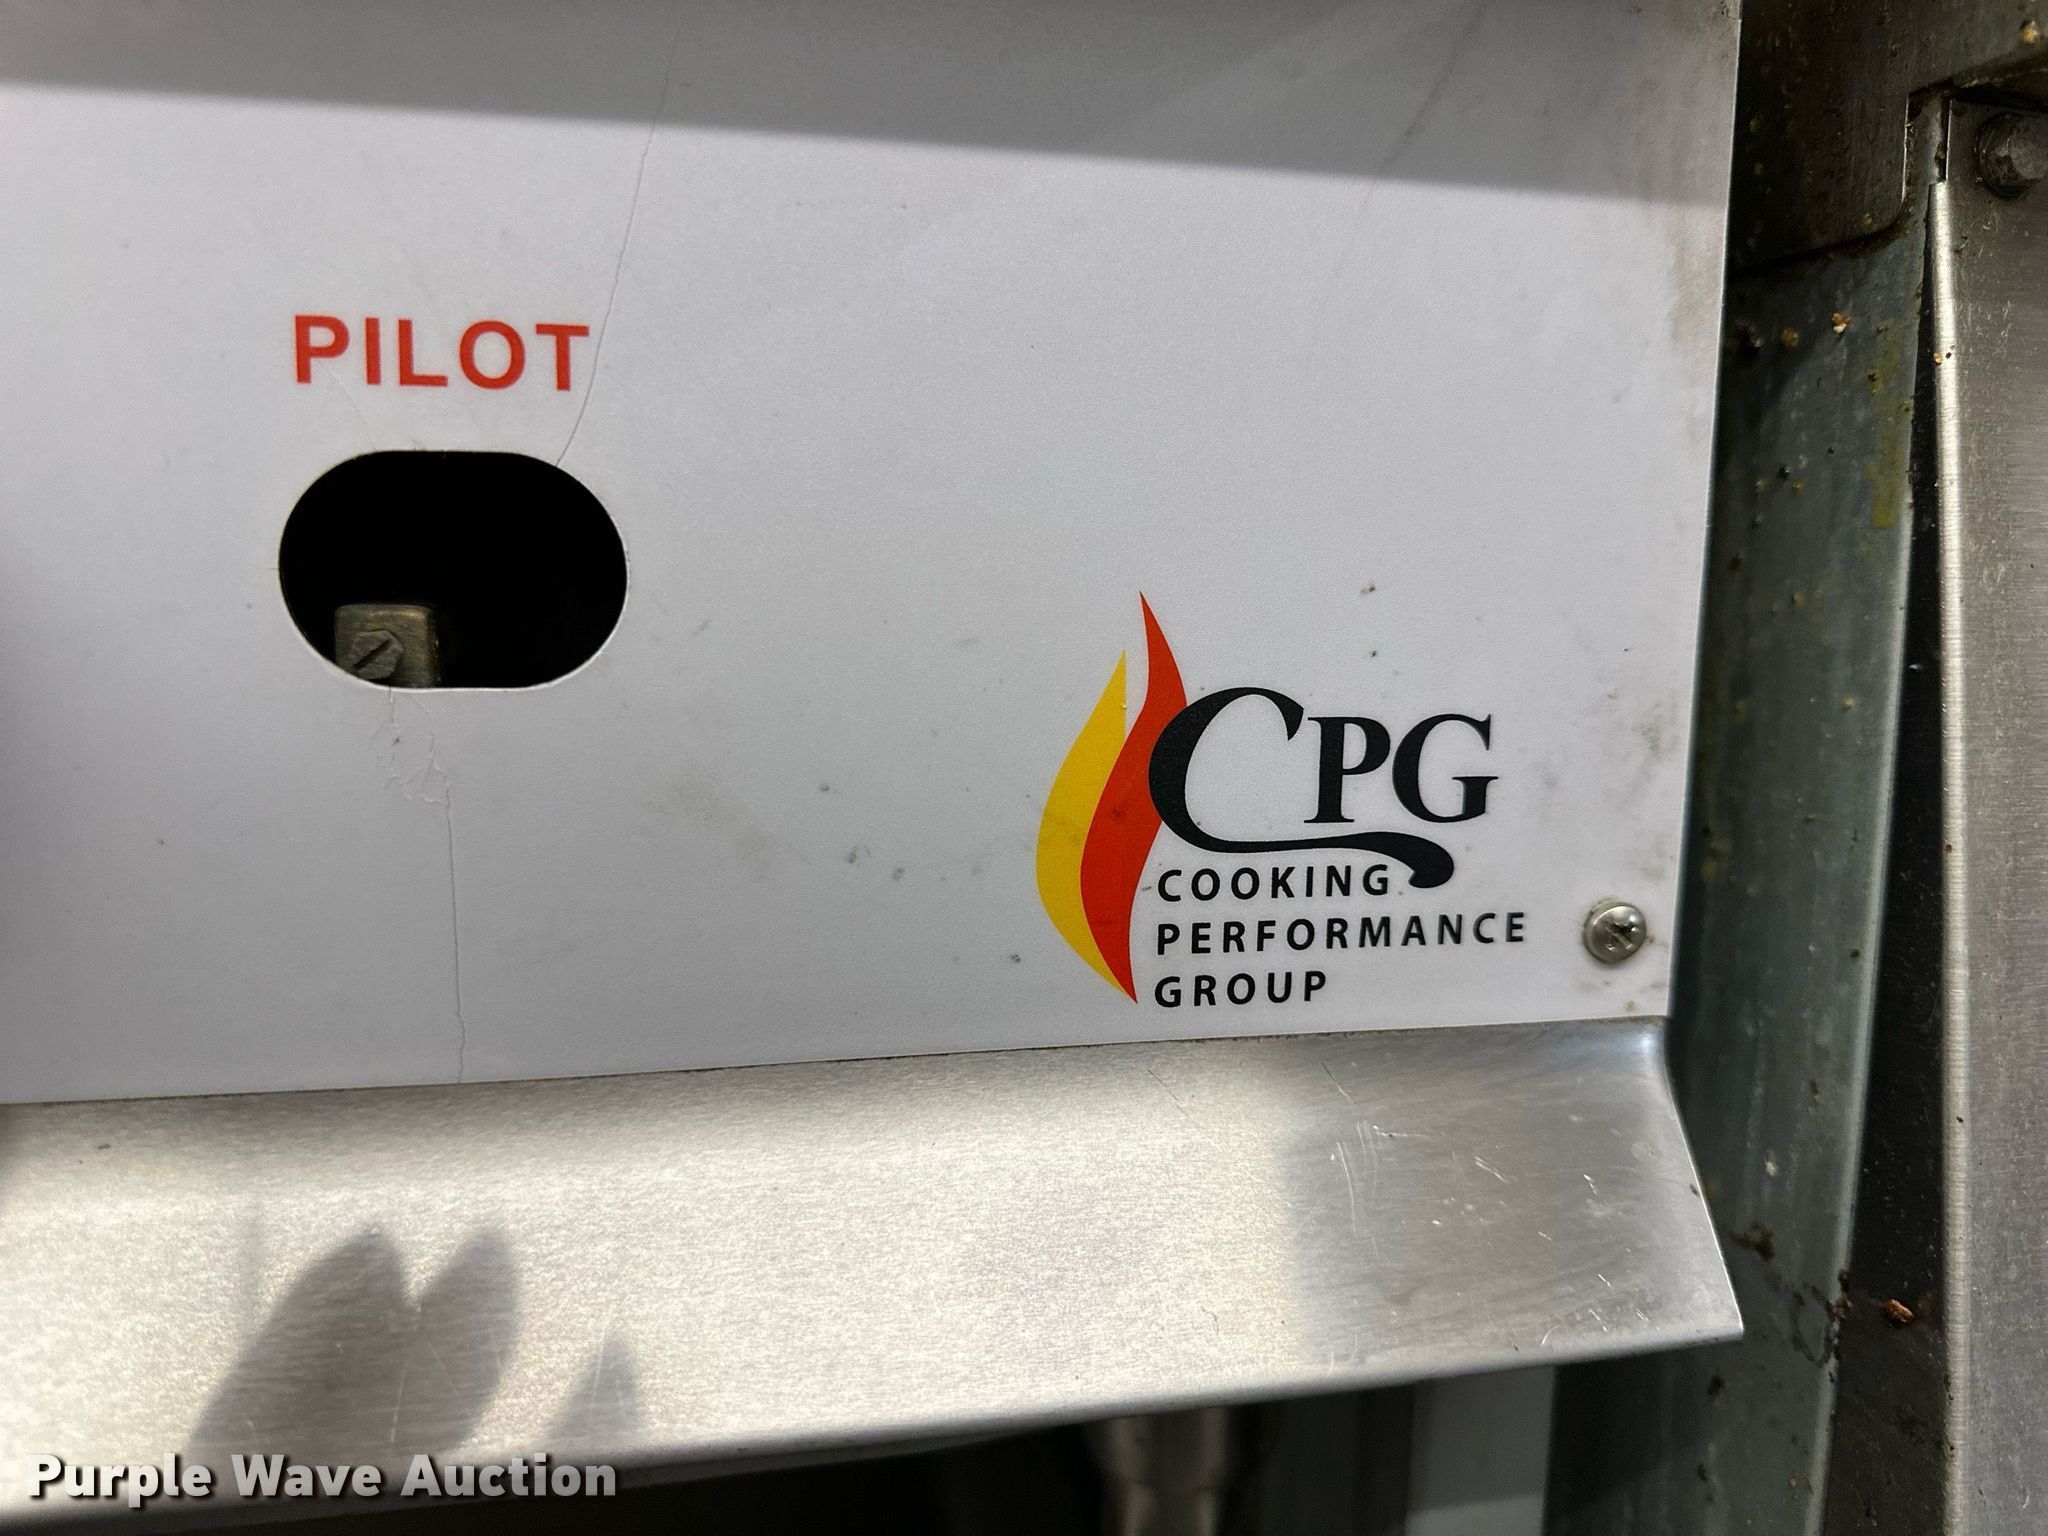 PILOT
CPG
COOKING
PERFORMANCE
GROUP
Purple Wave Auction